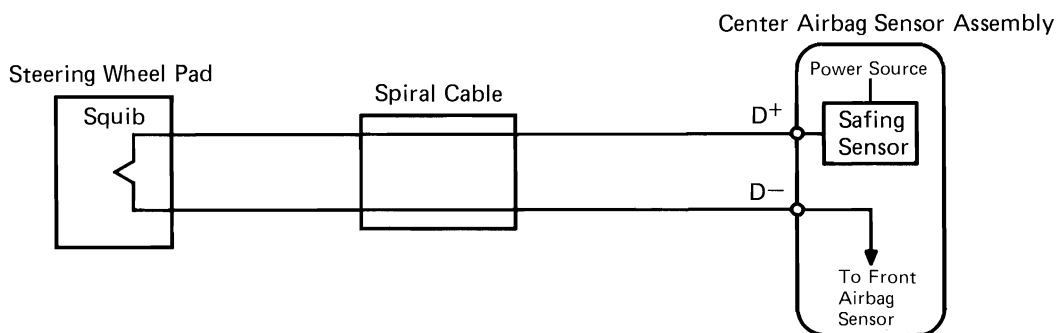 Center Airbag Sensor Assembly
Steering Wheel Pad
Squib
Spiral Cable
Power Source
D+
Safing
Sensor
D−
To Front
Airbag
Sensor